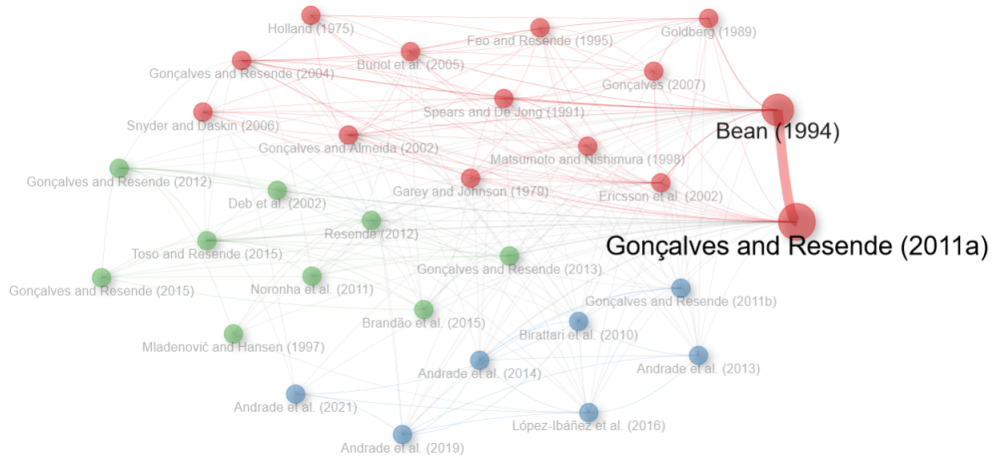 Holland (1975)
Goldberg (1989)
Feo and Resende (1995)
Buriol et al. (2005)
Gonçalves and Resende (2004)
Gonçalves (2007)
Spears and De Jong (1991)
Snyder and Daskin (2006)
Bean (1994)
Gonçalves and Almeida (2002)
Matsumoto and Nishimura (1998)
Gonçalves and Resende (2012)
Garey and Johnson (1979)
Ericsson et al. (2002)
Deb et al. (2002)
Resende (2012)
Gonçalves and Resende (2011a)
Toso and Resende (2015)
Gonçalves and Resende (2013)
Gonçalves and Resende (2015)
Noronha et al. (2011)
Gonçalves and Resende (2011b)
Brandão et al. (2015)
Birattari et al. (2010)
Mladenovič and Hansen (1997)
Andrade et al. (2014)
Andrade et al. (2013)
Andrade et al. (2021)
López-Ibáñez et al. (2016)
Andrade et al. (2019)